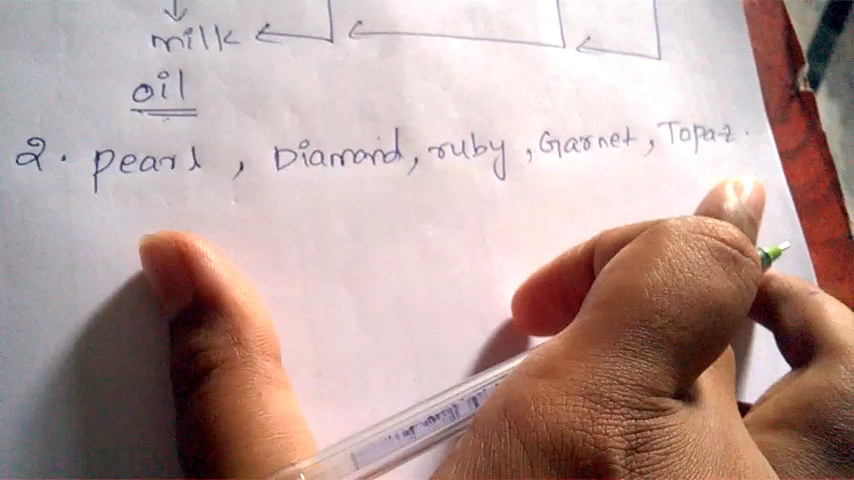 milk
oil
2. pearl, Diamond, ruby, Garnet, Topaz.